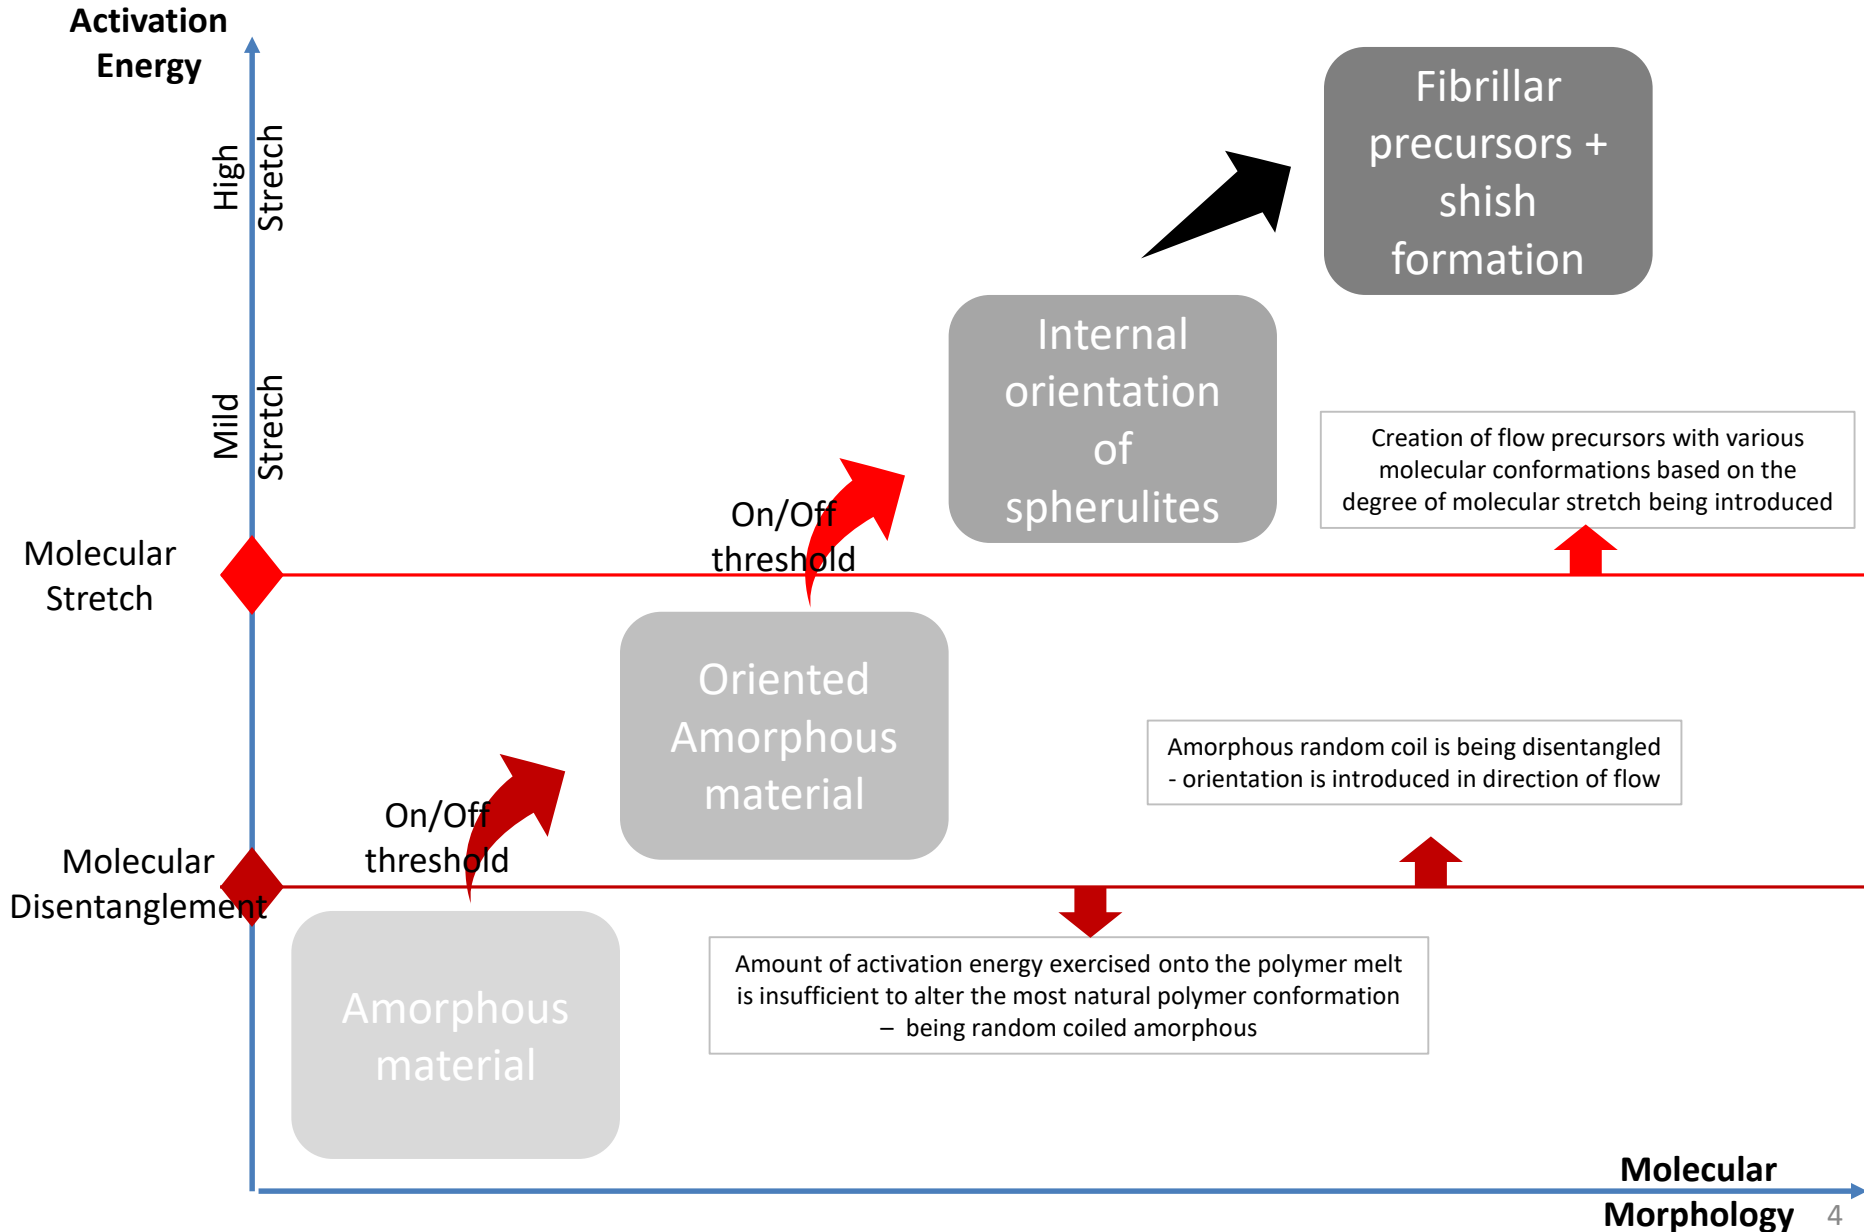 Activation
Energy
High
Stretch
Fibrillar
precursors +
shish
formation
Mild
Stretch
Internal
orientation
of
spherulites
Creation of flow precursors with various
molecular conformations based on the
degree of molecular stretch being introduced
On/Off
threshold
Molecular
Stretch
Oriented
Amorphous
material
Amorphous random coil is being disentangled
- orientation is introduced in direction of flow
On/Off
threshold
Molecular
Disentanglement
Amorphous
material
Amount of activation energy exercised onto the polymer melt
is insufficient to alter the most natural polymer conformation
– being random coiled amorphous
Molecular
Morphology
4